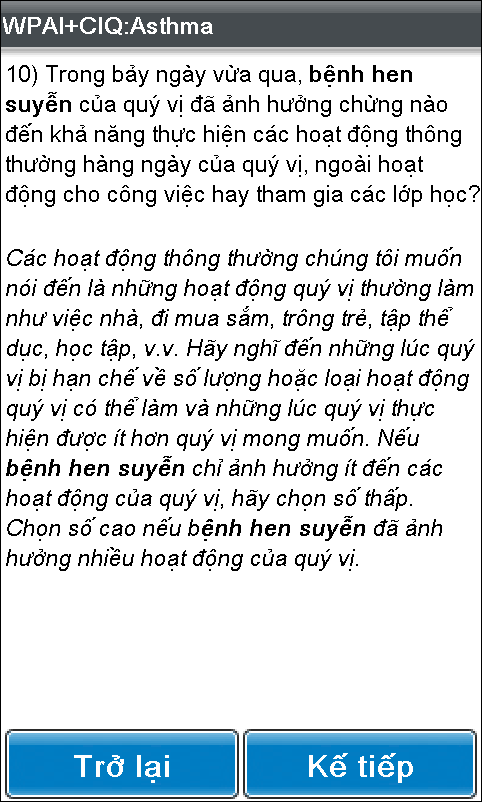 WPAI+CIQ:Asthma
10) Trong bảy ngày vừa qua, bệnh hen
suyễn của quý vị đã ảnh hưởng chừng nào
đến khả năng thực hiện các hoạt động thông
thường hàng ngày của quý vị, ngoài hoạt
động cho công việc hay tham gia các lớp học?
Các hoạt động thông thường chúng tôi muốn
nói đến là những hoạt động quý vị thường làm
như việc nhà, đi mua sắm, trông trẻ, tập thể
dục, học tập, v.v. Hãy nghĩ đến những lúc quý
vị bị hạn chế về số lượng hoặc loại hoạt động
quý vị có thể làm và những lúc quý vị thực
hiện được ít hơn quý vị mong muốn. Nếu
bệnh hen suyễn chỉ ảnh hưởng ít đến các
hoạt động của quý vị, hãy chọn số thấp.
Chọn số cao nếu bệnh hen suyễn đã ảnh
hưởng nhiều hoạt động của quý vị.
Trở lại
Kế tiếp